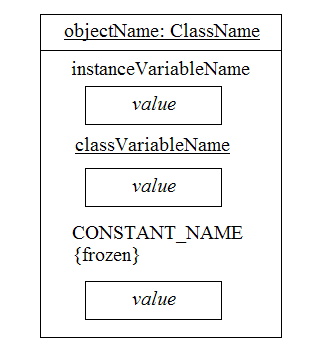 objectName: ClassName
instanceVariableName
value
classVariableName
value
CONSTANT_NAME
{frozen}
value